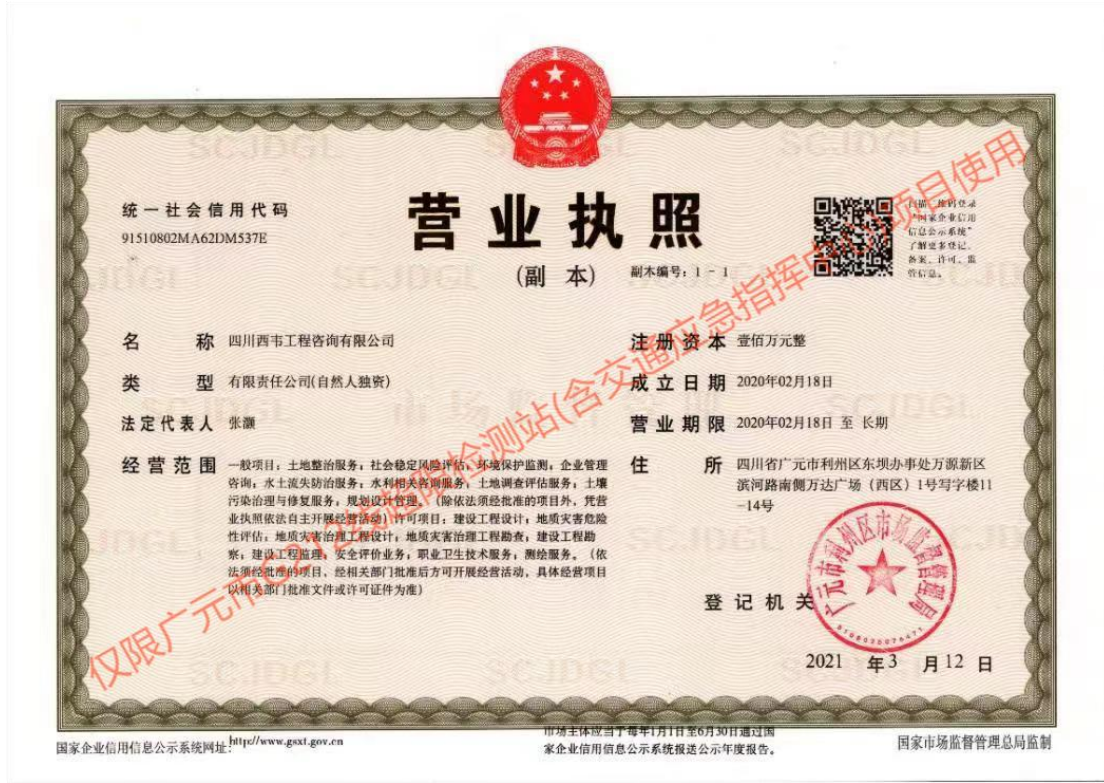 统一社会信用代码
91510802MA62DM537E
营业执照
(副 本)
副本编号：1 - 1
扫描二维码登录
“国家企业信用
信息公示系统”
了解更多登记、
备案、许可、监
管信息。
名 称 四川西韦工程咨询有限公司
类 型 有限责任公司(自然人独资)
法定代表人 张灏
经营范围 一般项目：土地整治服务；社会稳定风险评估；环境保护监测；企业管理
咨询；水土流失防治服务；水利相关咨询服务；土地调查评估服务；土壤
污染治理与修复服务；规划设计管理。（除依法须经批准的项目外，凭营
业执照依法自主开展经营活动）许可项目：建设工程设计；地质灾害危险
性评估；地质灾害治理工程设计；地质灾害治理工程勘查；建设工程勘
察；建设工程监理；安全评价业务；职业卫生技术服务；测绘服务。（依
法须经批准的项目，经相关部门批准后方可开展经营活动，具体经营项目
以相关部门批准文件或许可证件为准）
注册资本 壹佰万元整
成立日期 2020年02月18日
营业期限 2020年02月18日 至 长期
住 所 四川省广元市利州区东坝办事处万源新区
滨河路南侧万达广场（西区）1号写字楼11
-14号
登记机关
广元市利州区市场监督管理局
2021 年 3 月 12 日
仅限广元市G212线超限检测站(含交通应急指挥中心)项目使用
国家企业信用信息公示系统网址：http://www.gsxt.gov.cn
市场主体应当于每年1月1日至6月30日通过国
家企业信用信息公示系统报送公示年度报告。
国家市场监督管理总局监制